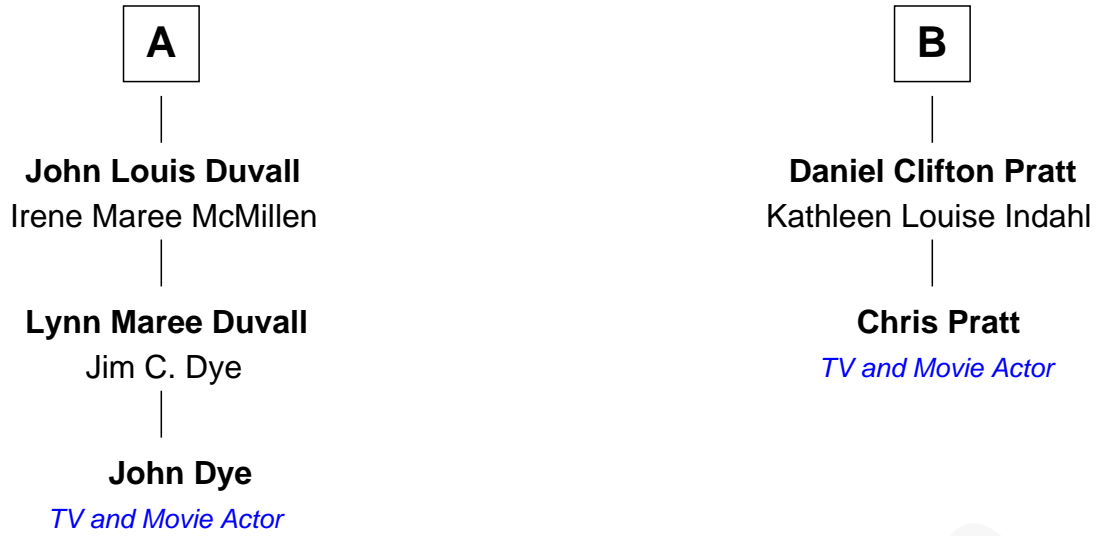 A
John Louis Duvall
Irene Maree McMillen
Lynn Maree Duvall
Jim C. Dye
John Dye
TV and Movie Actor
B
Daniel Clifton Pratt
Kathleen Louise Indahl
Chris Pratt
TV and Movie Actor